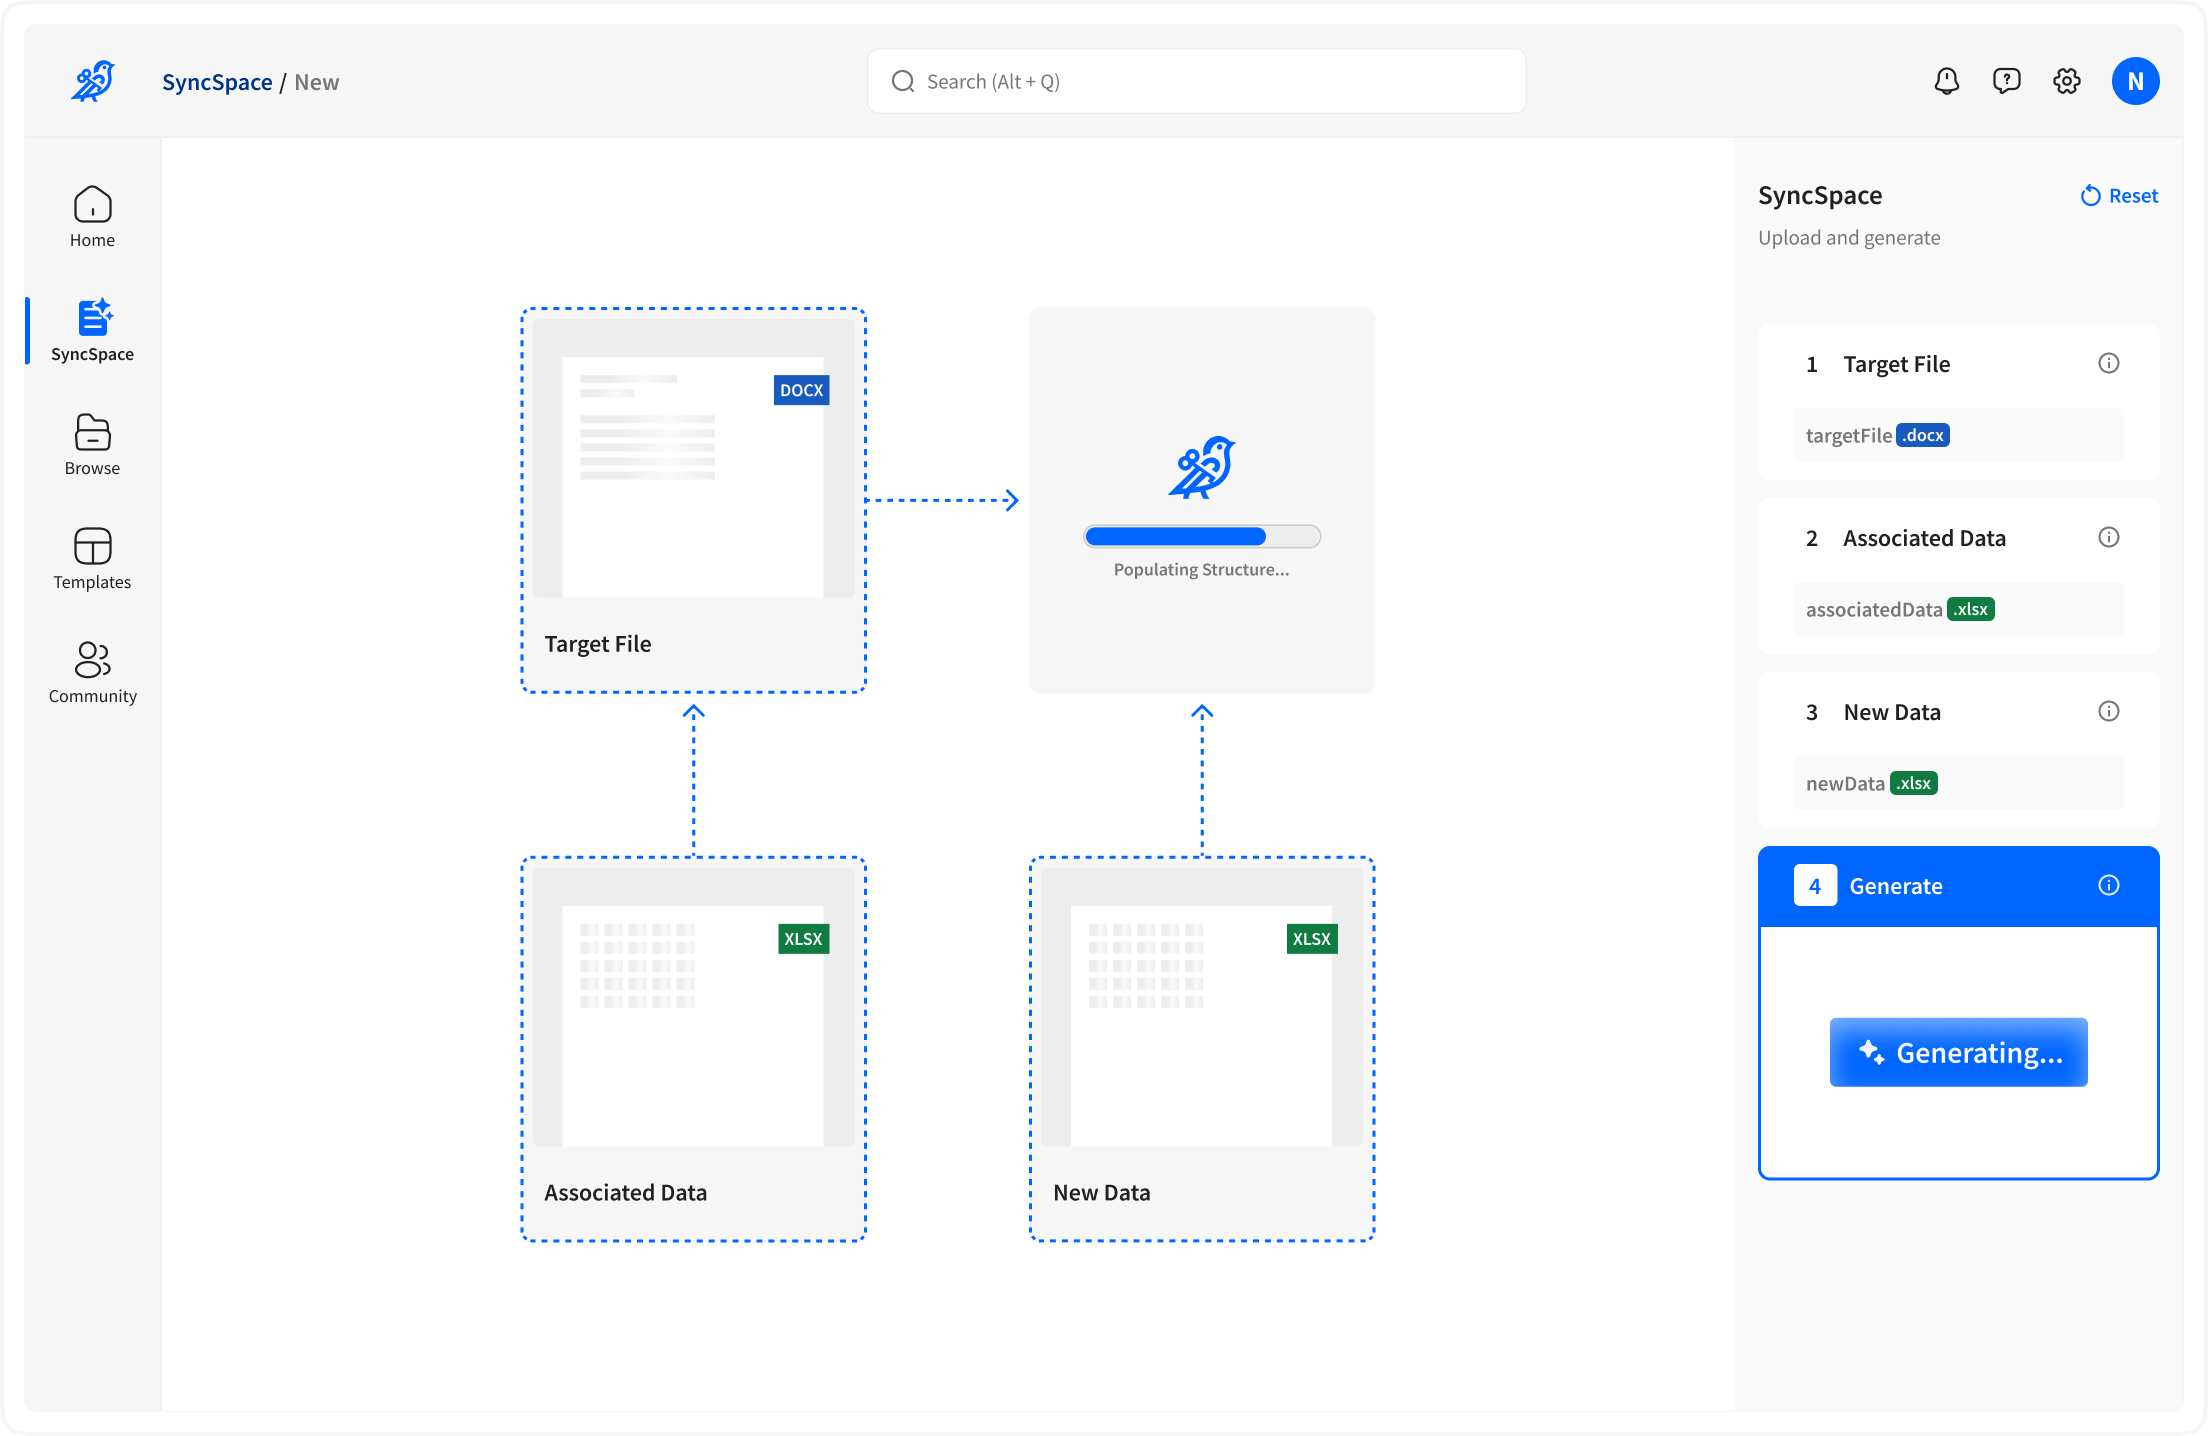 SyncSpace / New
Search (Alt + Q)
N
Home
SyncSpace
Browse
Templates
Community
DOCX
Target File
Populating Structure...
XLSX
Associated Data
XLSX
New Data
SyncSpace
Reset
Upload and generate
1 Target File
targetFile .docx
2 Associated Data
associatedData .xlsx
3 New Data
newData .xlsx
4 Generate
Generating...